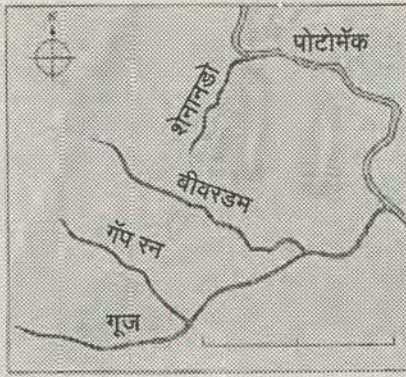 N
पोटोमॅक
शेनानडो
बीवरडम
गॅप रन
गूज